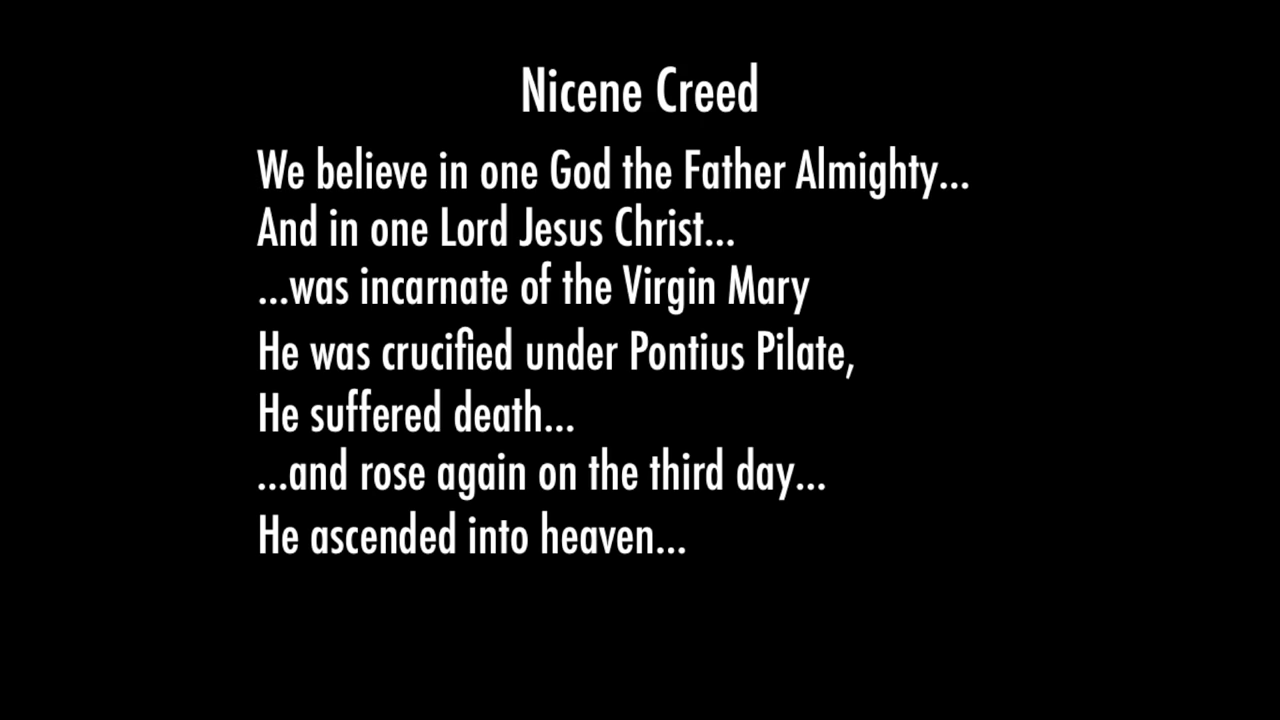 Nicene Creed
We believe in one God the Father Almighty...
And in one Lord Jesus Christ...
...was incarnate of the Virgin Mary
He was crucified under Pontius Pilate,
He suffered death...
...and rose again on the third day...
He ascended into heaven...